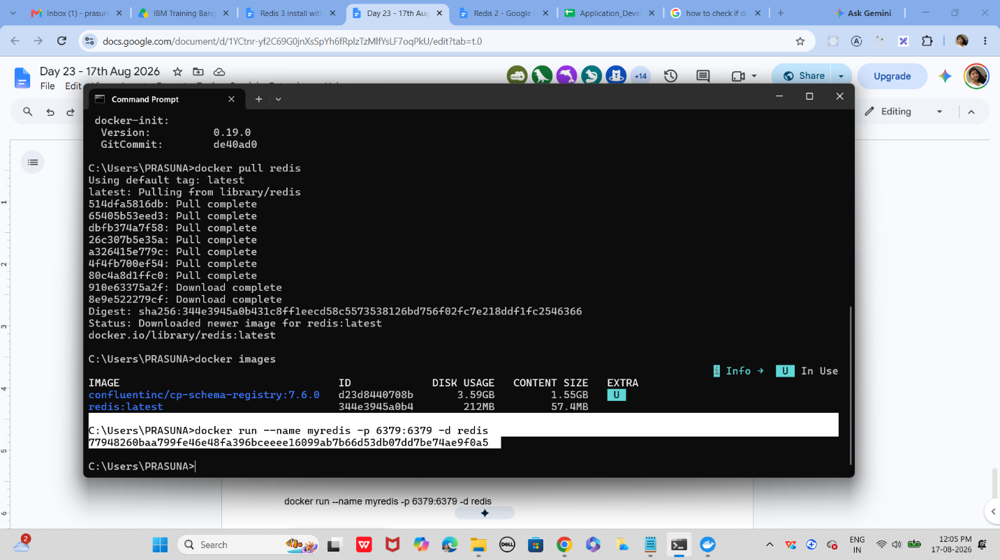 Inbox (1) - prasun
IBM Training Bang
Redis 3 install with
Day 23 - 17th Aug
Redis 2 - Google
Application_Deve
how to check if do
Ask Gemini
docs.google.com/document/d/1YCtnr-yf2C69G0jnXsSpYh6fRplzTzMlfYsLF7oqPkU/edit?tab=t.0
Day 23 - 17th Aug 2026
+14
Share
Upgrade
File Edit
Command Prompt
Editing
docker-init:
Version: 0.19.0
GitCommit: de40ad0
C:\Users\PRASUNA>docker pull redis
Using default tag: latest
latest: Pulling from library/redis
514dfa5816db: Pull complete
65405b53eed3: Pull complete
dbfb374a7f58: Pull complete
26c307b5e35a: Pull complete
a326415e779c: Pull complete
4f4fb700ef54: Pull complete
80c4a8d1ffc0: Pull complete
910e63375a2f: Download complete
8e9e522279cf: Download complete
Digest: sha256:344e3945a0b431c8ff1eecd58c5573538126bd756f02fc7e218ddf1fc2546366
Status: Downloaded newer image for redis:latest
docker.io/library/redis:latest
C:\Users\PRASUNA>docker images
i Info → U In Use
IMAGE ID DISK USAGE CONTENT SIZE EXTRA
confluentinc/cp-schema-registry:7.6.0 d23d8440708b 3.59GB 1.55GB U
redis:latest 344e3945a0b4 212MB 57.4MB
C:\Users\PRASUNA>docker run --name myredis -p 6379:6379 -d redis
77948260baa799fe46e48fa396bceeee16099ab7b66d53db07dd7be74ae9f0a5
C:\Users\PRASUNA>
docker run --name myredis -p 6379:6379 -d redis
2
Search
DELL
ENG
IN
12:05 PM
17-08-2026